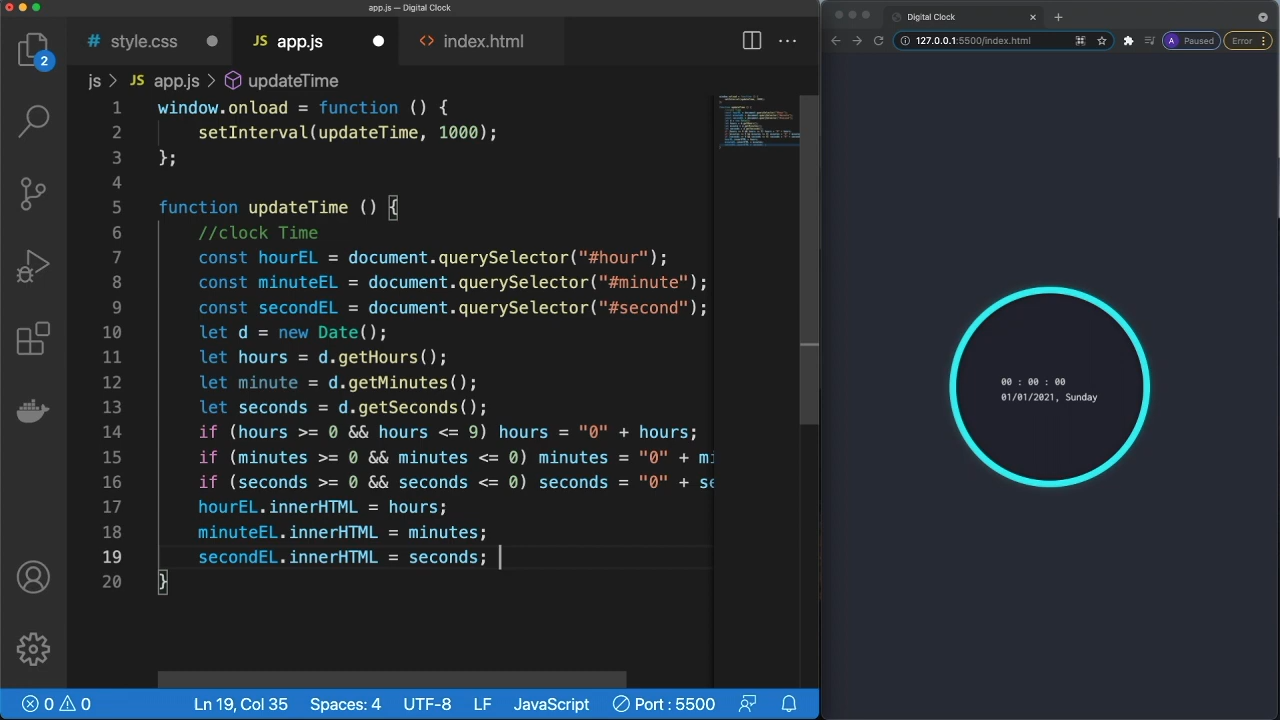 app.js — Digital Clock
# style.css
JS app.js
<> index.html
2
js > JS app.js > updateTime
1 window.onload = function () {
2 setInterval(updateTime, 1000);
3 };
4
5 function updateTime () {
6 //clock Time
7 const hourEL = document.querySelector("#hour");
8 const minuteEL = document.querySelector("#minute");
9 const secondEL = document.querySelector("#second");
10 let d = new Date();
11 let hours = d.getHours();
12 let minute = d.getMinutes();
13 let seconds = d.getSeconds();
14 if (hours >= 0 && hours <= 9) hours = "0" + hours;
15 if (minutes >= 0 && minutes <= 0) minutes = "0" + mi
16 if (seconds >= 0 && seconds <= 0) seconds = "0" + se
17 hourEL.innerHTML = hours;
18 minuteEL.innerHTML = minutes;
19 secondEL.innerHTML = seconds;
20 }
0 0
Ln 19, Col 35
Spaces: 4
UTF-8
LF
JavaScript
Port : 5500
Digital Clock
127.0.0.1:5500/index.html
A Paused
Error
00 : 00 : 00
01/01/2021, Sunday